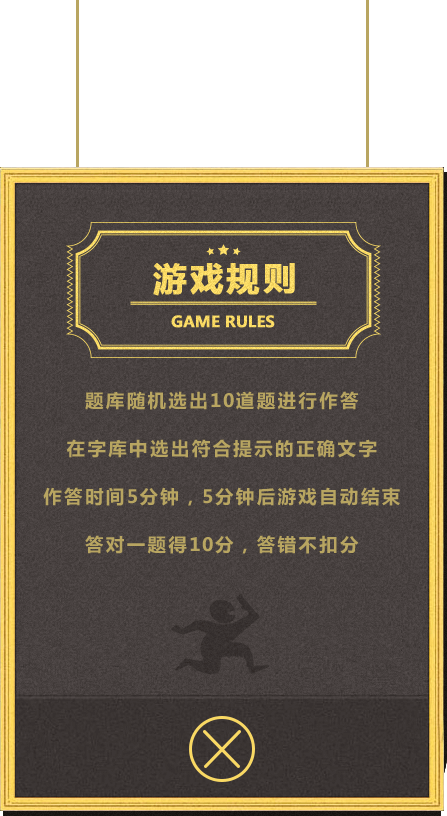 游戏规则
GAME RULES
题库随机选出10道题进行作答
在字库中选出符合提示的正确文字
作答时间5分钟，5分钟后游戏自动结束
答对一题得10分，答错不扣分